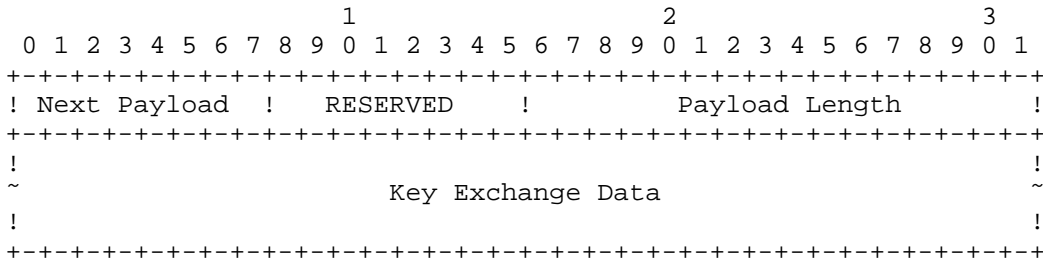 1                   2                   3
 0 1 2 3 4 5 6 7 8 9 0 1 2 3 4 5 6 7 8 9 0 1 2 3 4 5 6 7 8 9 0 1
+-+-+-+-+-+-+-+-+-+-+-+-+-+-+-+-+-+-+-+-+-+-+-+-+-+-+-+-+-+-+-+-+
! Next Payload  !   RESERVED    !         Payload Length        !
+-+-+-+-+-+-+-+-+-+-+-+-+-+-+-+-+-+-+-+-+-+-+-+-+-+-+-+-+-+-+-+-+
!                                                               !
~                       Key Exchange Data                       ~
!                                                               !
+-+-+-+-+-+-+-+-+-+-+-+-+-+-+-+-+-+-+-+-+-+-+-+-+-+-+-+-+-+-+-+-+